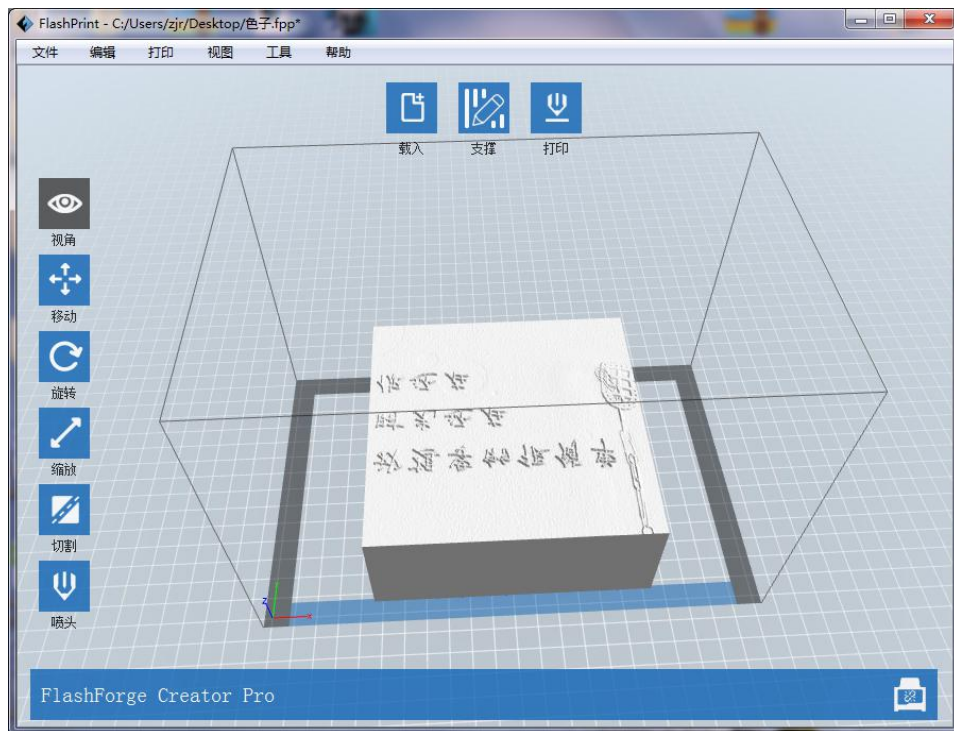 FlashPrint - C:/Users/zjr/Desktop/色子.fpp*
文件 编辑 打印 视图 工具 帮助
载入 支撑 打印
视角
移动
旋转
缩放
切割
喷头
z
x
FlashForge Creator Pro